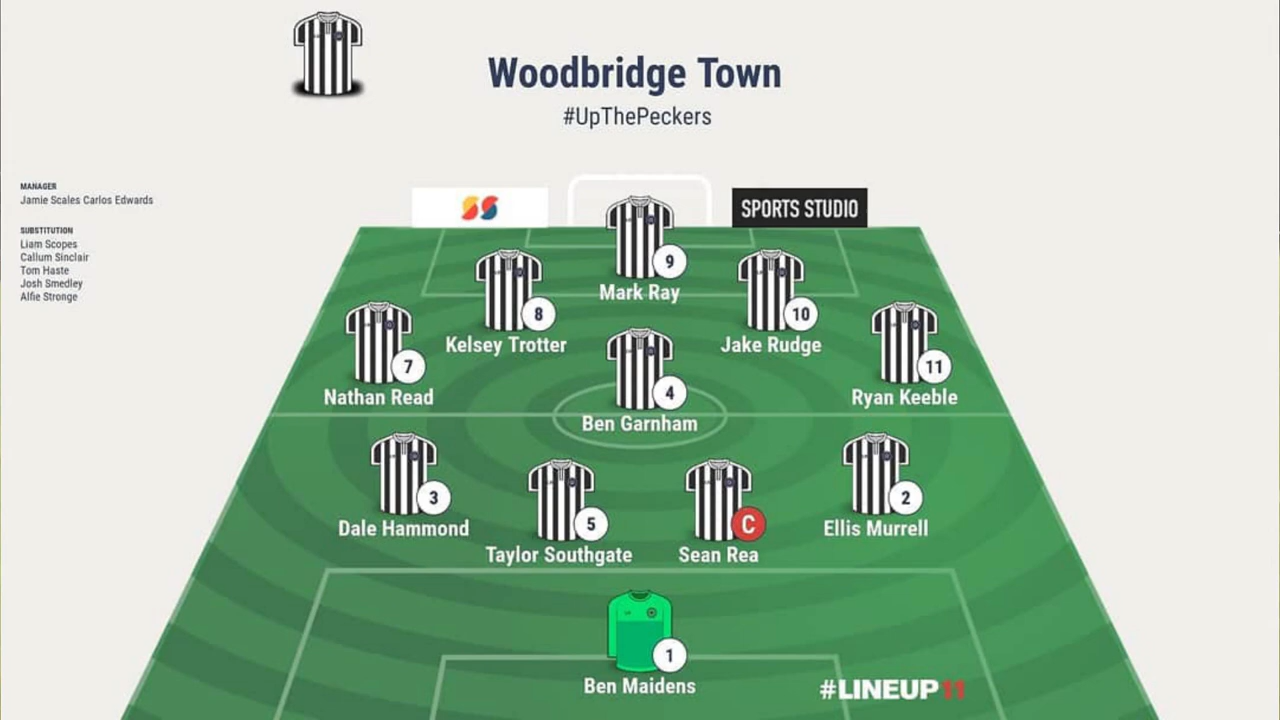 Woodbridge Town
#UpThePeckers
MANAGER
Jamie Scales Carlos Edwards
SUBSTITUTION
Liam Scopes
Callum Sinclair
Tom Haste
Josh Smedley
Alfie Stronge
SS
SPORTS STUDIO
9
Mark Ray
8
Kelsey Trotter
10
Jake Rudge
7
Nathan Read
11
Ryan Keeble
4
Ben Garnham
3
Dale Hammond
5
Taylor Southgate
C
Sean Rea
2
Ellis Murrell
1
Ben Maidens
#LINEUP11